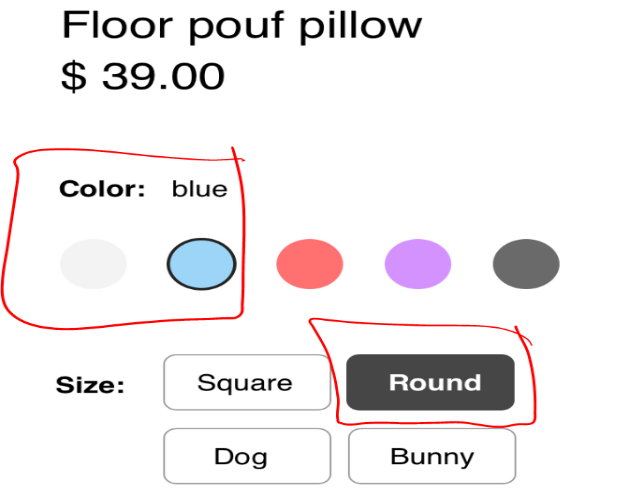 Floor pouf pillow
$ 39.00
Color: blue
Size: Square Round
Dog Bunny